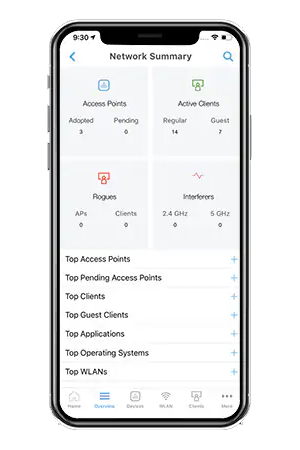 9:30
Network Summary
Access Points
Active Clients
Adopted Pending
Regular Guest
3 0
14 7
Rogues
Interferers
APs Clients
2.4 GHz 5 GHz
0 0
0 0
Top Access Points +
Top Pending Access Points +
Top Clients +
Top Guest Clients +
Top Applications +
Top Operating Systems +
Top WLANs +
Home Overview Devices WLAN Clients More